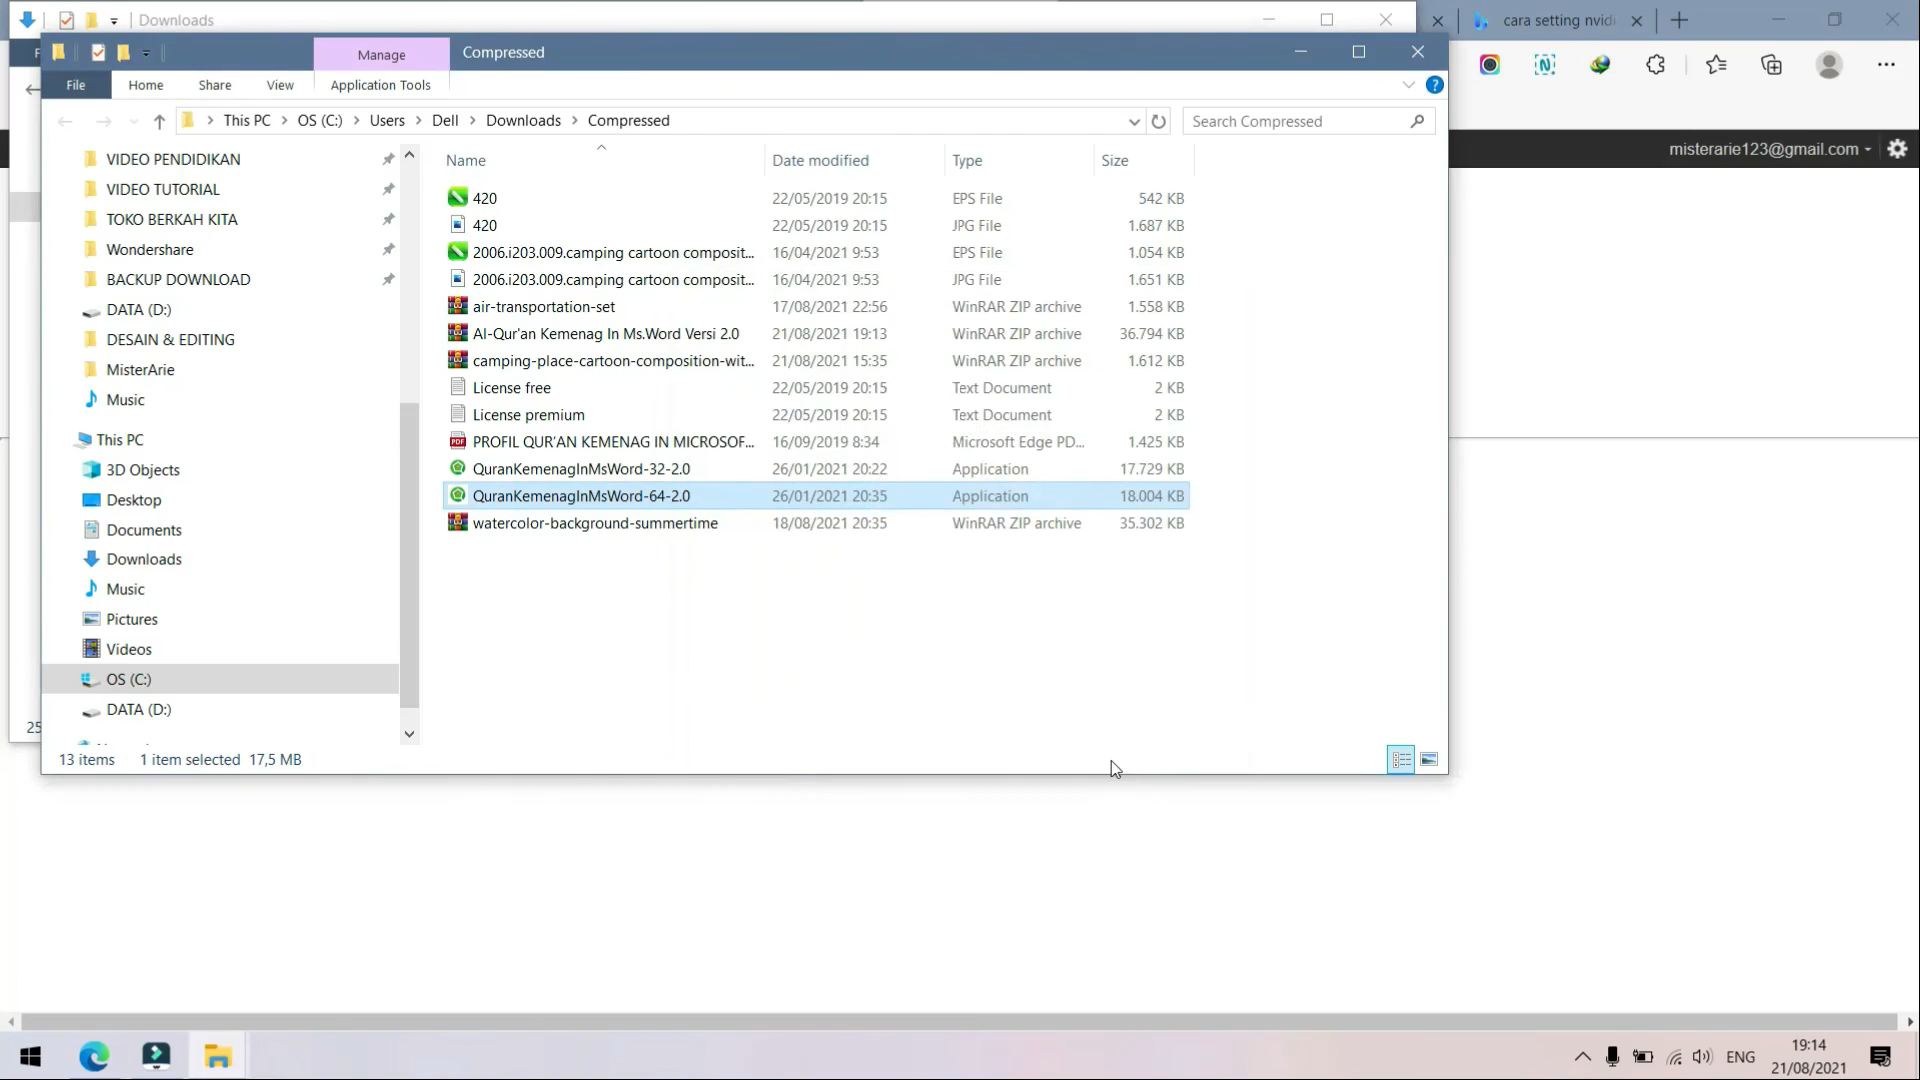 Downloads
cara setting nvidi
Manage
Compressed
File
Home
Share
View
Application Tools
This PC
OS (C:)
Users
Dell
Downloads
Compressed
Search Compressed
misterarie123@gmail.com
VIDEO PENDIDIKAN
VIDEO TUTORIAL
TOKO BERKAH KITA
Wondershare
BACKUP DOWNLOAD
DATA (D:)
DESAIN & EDITING
MisterArie
Music
This PC
3D Objects
Desktop
Documents
Downloads
Music
Pictures
Videos
OS (C:)
DATA (D:)
Name Date modified Type Size
420 22/05/2019 20:15 EPS File 542 KB
420 22/05/2019 20:15 JPG File 1.687 KB
2006.i203.009.camping cartoon composit... 16/04/2021 9:53 EPS File 1.054 KB
2006.i203.009.camping cartoon composit... 16/04/2021 9:53 JPG File 1.651 KB
air-transportation-set 17/08/2021 22:56 WinRAR ZIP archive 1.558 KB
Al-Qur'an Kemenag In Ms.Word Versi 2.0 21/08/2021 19:13 WinRAR ZIP archive 36.794 KB
camping-place-cartoon-composition-wit... 21/08/2021 15:35 WinRAR ZIP archive 1.612 KB
License free 22/05/2019 20:15 Text Document 2 KB
License premium 22/05/2019 20:15 Text Document 2 KB
PROFIL QUR'AN KEMENAG IN MICROSOF... 16/09/2019 8:34 Microsoft Edge PD... 1.425 KB
QuranKemenagInMsWord-32-2.0 26/01/2021 20:22 Application 17.729 KB
QuranKemenagInMsWord-64-2.0 26/01/2021 20:35 Application 18.004 KB
watercolor-background-summertime 18/08/2021 20:35 WinRAR ZIP archive 35.302 KB
25
13 items 1 item selected 17,5 MB
ENG
19:14
21/08/2021